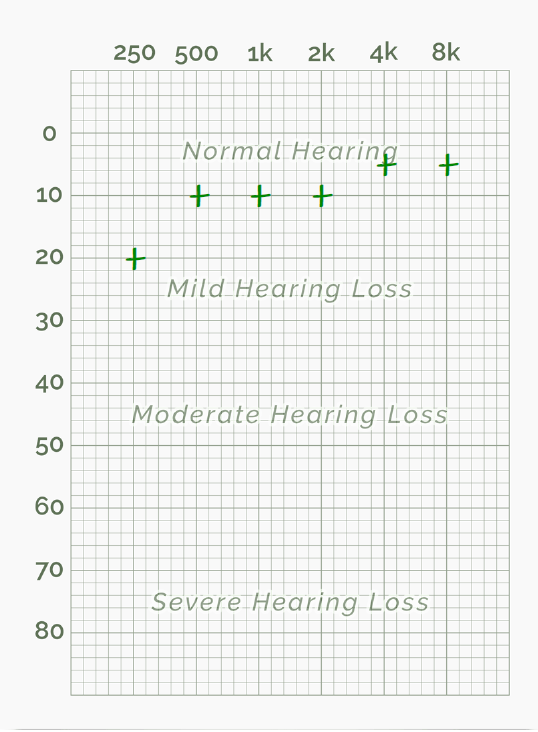 250 500 1k 2k 4k 8k
0
Normal Hearing
10
20
Mild Hearing Loss
30
40
Moderate Hearing Loss
50
60
70
Severe Hearing Loss
80